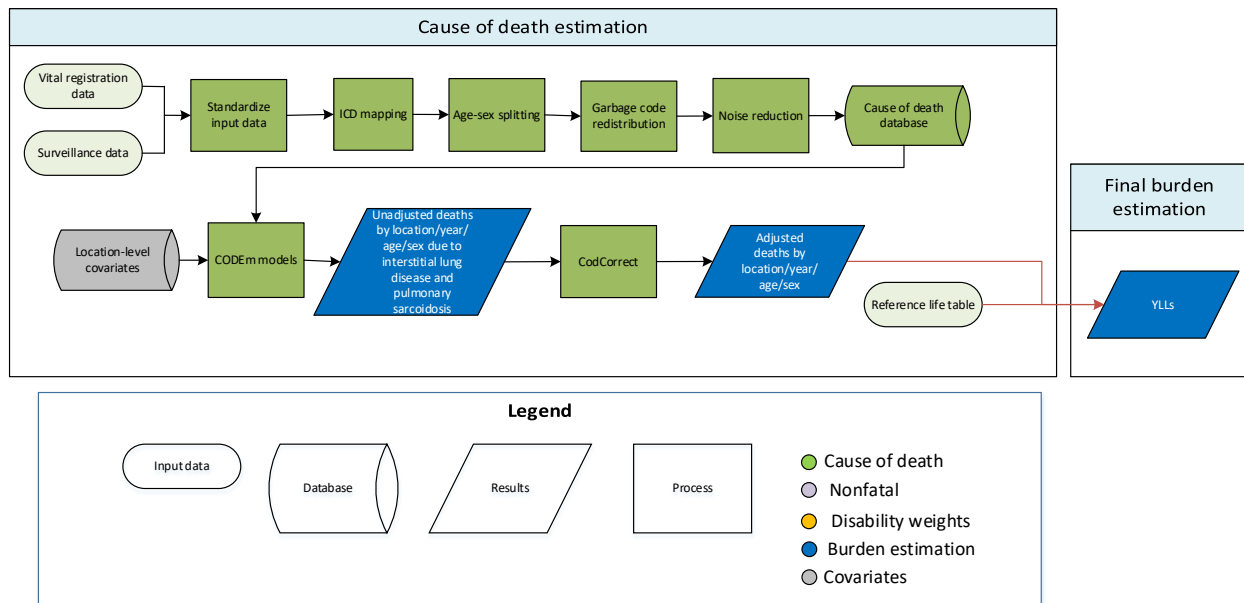 Cause of death estimation
Vital registration
data
Surveillance data
Standardize
input data
ICD mapping
Age-sex splitting
Garbage code
redistribution
Noise reduction
Cause of death
database
Location-level
covariates
CODEm models
Unadjusted deaths
by location/year/
age/sex due to
interstitial lung
disease and
pulmonary
sarcoidosis
CodCorrect
Adjusted
deaths by
location/year/
age/sex
Reference life table
Final burden
estimation
YLLs
Legend
Input data
Database
Results
Process
Cause of death
Nonfatal
Disability weights
Burden estimation
Covariates